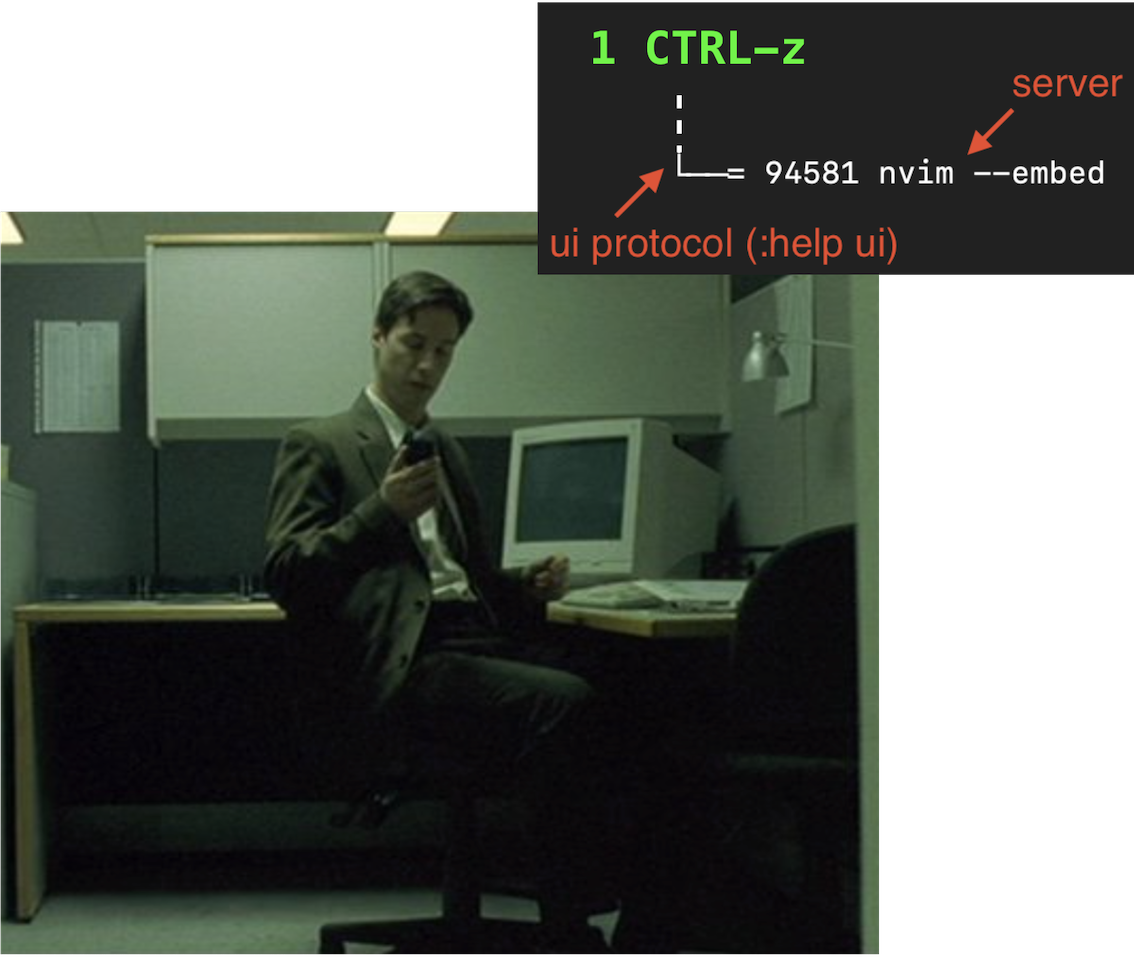 1 CTRL-z
server
└──= 94581 nvim --embed
ui protocol (:help ui)